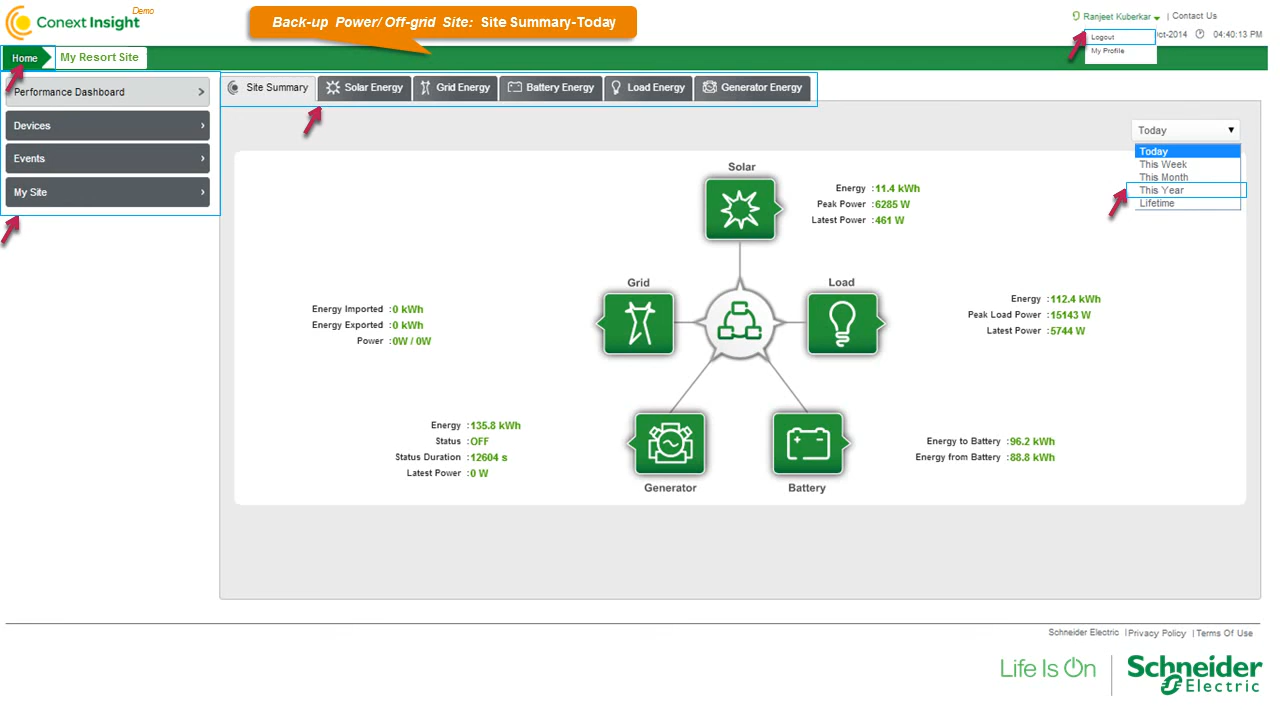 Demo
Conext Insight
Back-up Power/ Off-grid Site: Site Summary-Today
Ranjeet Kuberkar | Contact Us
Logout
ct-2014 04:40:13 PM
My Profile
Home
My Resort Site
Performance Dashboard >
Devices ›
Events ›
My Site ›
Site Summary
Solar Energy
Grid Energy
Battery Energy
Load Energy
Generator Energy
Today ▼
Today
This Week
This Month
This Year
Lifetime
Solar
Energy :11.4 kWh
Peak Power :6285 W
Latest Power :461 W
Grid
Energy Imported :0 kWh
Energy Exported :0 kWh
Power :0W / 0W
Load
Energy :112.4 kWh
Peak Load Power :15143 W
Latest Power :5744 W
Energy :135.8 kWh
Status :OFF
Status Duration :12604 s
Latest Power :0 W
Generator
Energy to Battery :96.2 kWh
Energy from Battery :88.8 kWh
Battery
Schneider Electric | Privacy Policy | Terms Of Use
Life Is On
Schneider
Electric